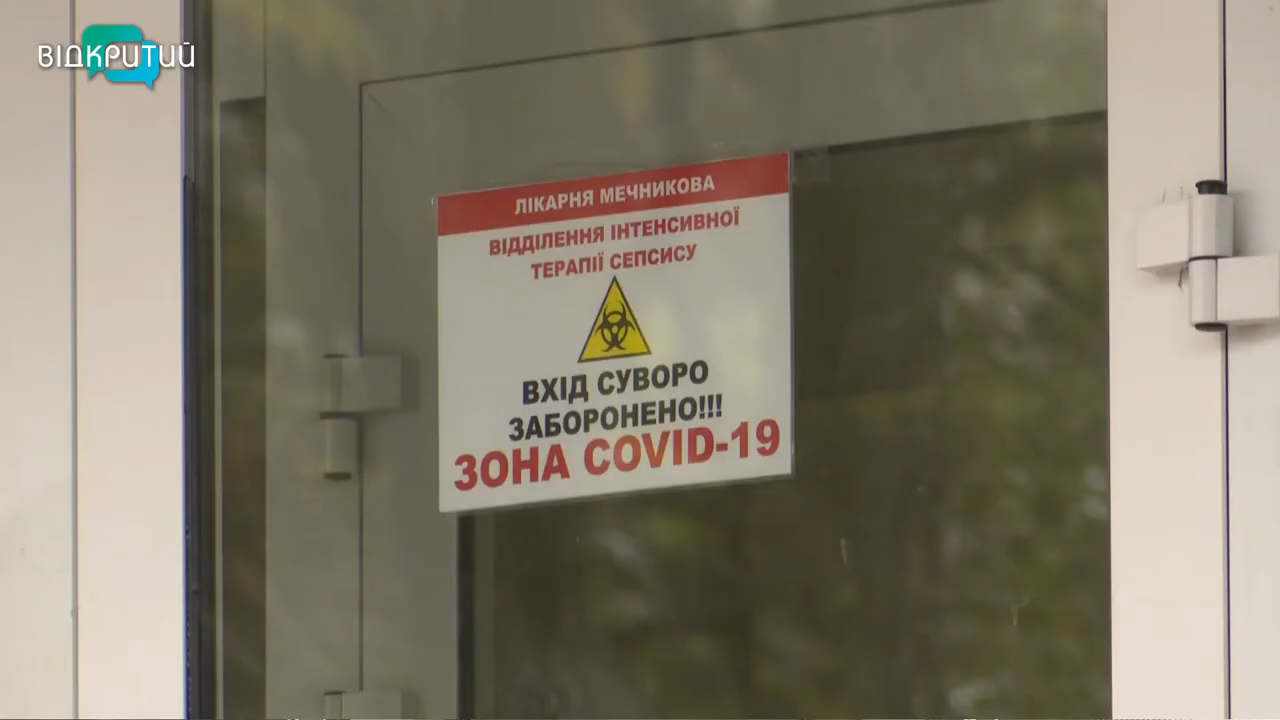 ВІДКРИТИЙ
ЛІКАРНЯ МЕЧНИКОВА
ВІДДІЛЕННЯ ІНТЕНСИВНОЇ
ТЕРАПІЇ СЕПСИСУ
ВХІД СУВОРО
ЗАБОРОНЕНО!!!
ЗОНА COVID-19